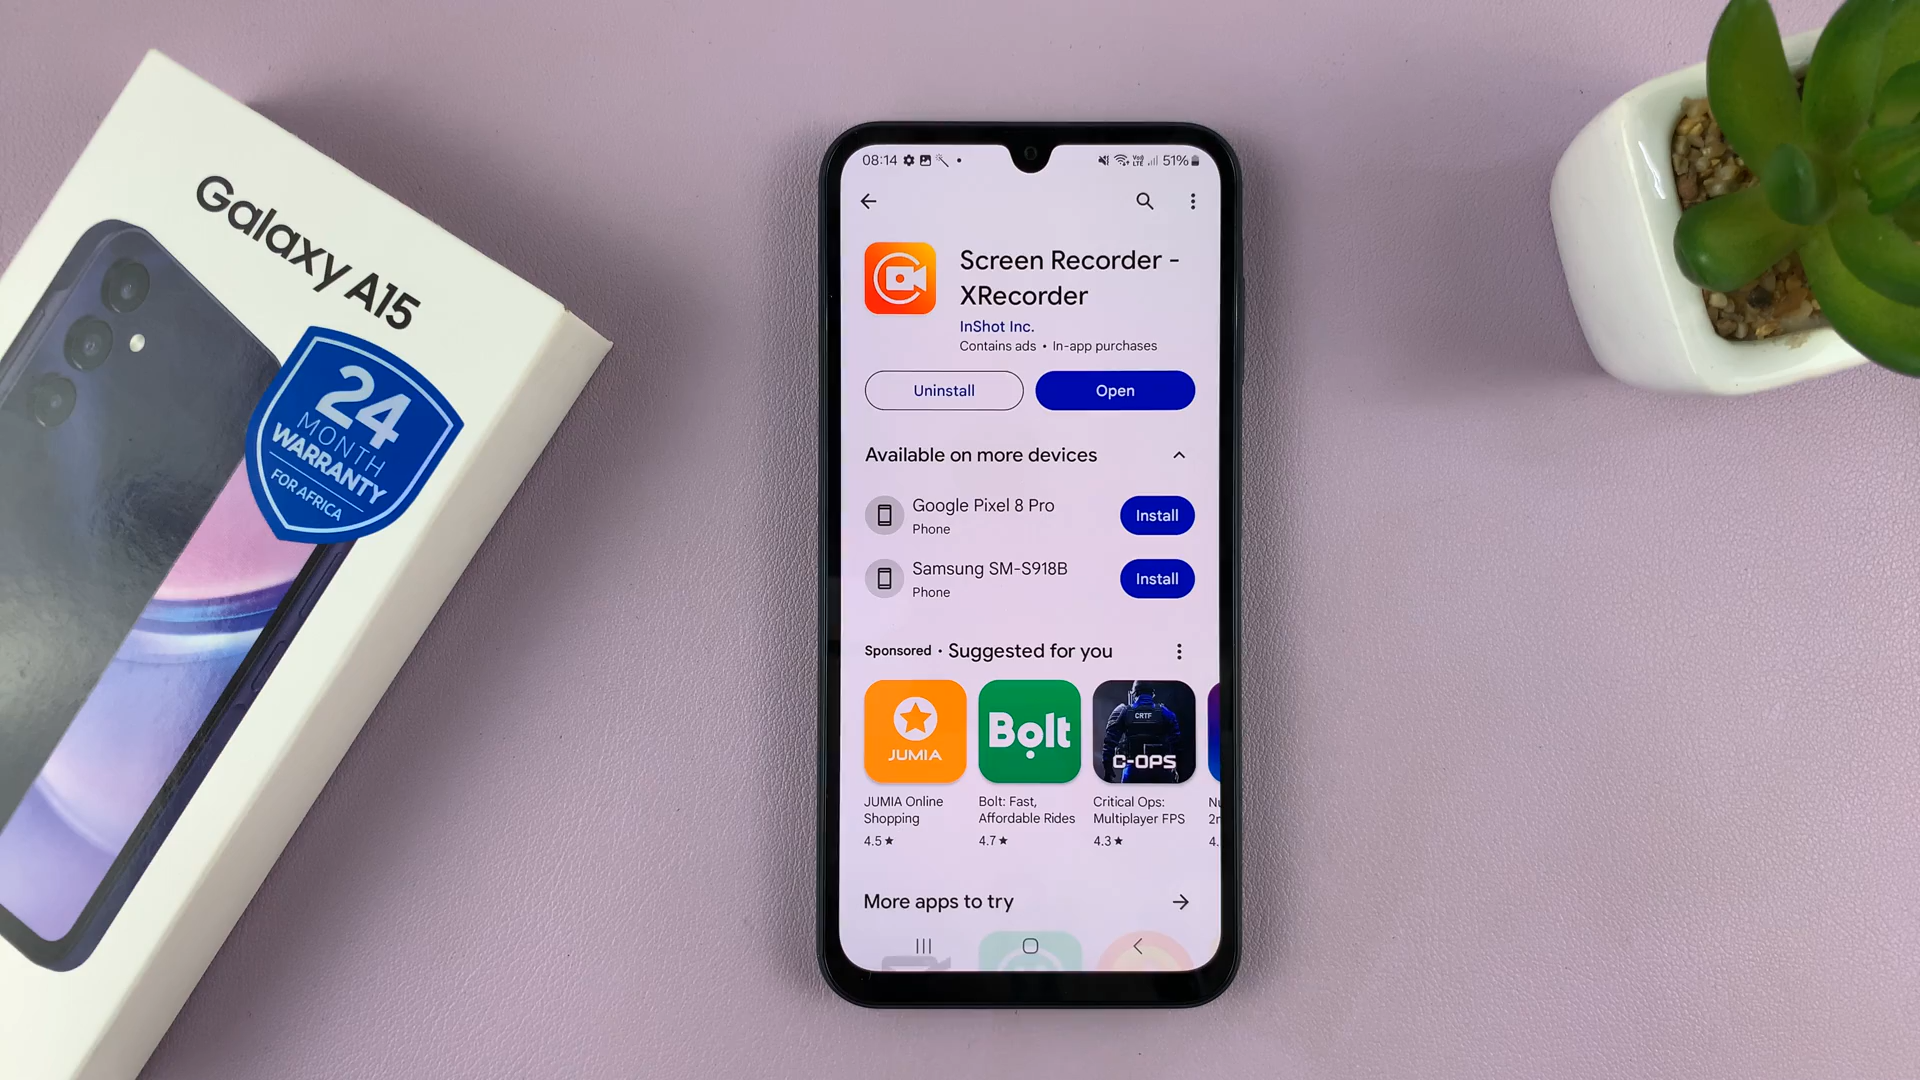 Galaxy A15
24
MONTH
WARRANTY
FOR AFRICA
08:14
51%
Screen Recorder -
XRecorder
InShot Inc.
Contains ads • In-app purchases
Uninstall
Open
Available on more devices
Google Pixel 8 Pro
Phone
Install
Samsung SM-S918B
Phone
Install
Sponsored • Suggested for you
JUMIA
Bolt
CRTF
C-OPS
JUMIA Online
Shopping
4.5★
Bolt: Fast,
Affordable Rides
4.7★
Critical Ops:
Multiplayer FPS
4.3★
More apps to try